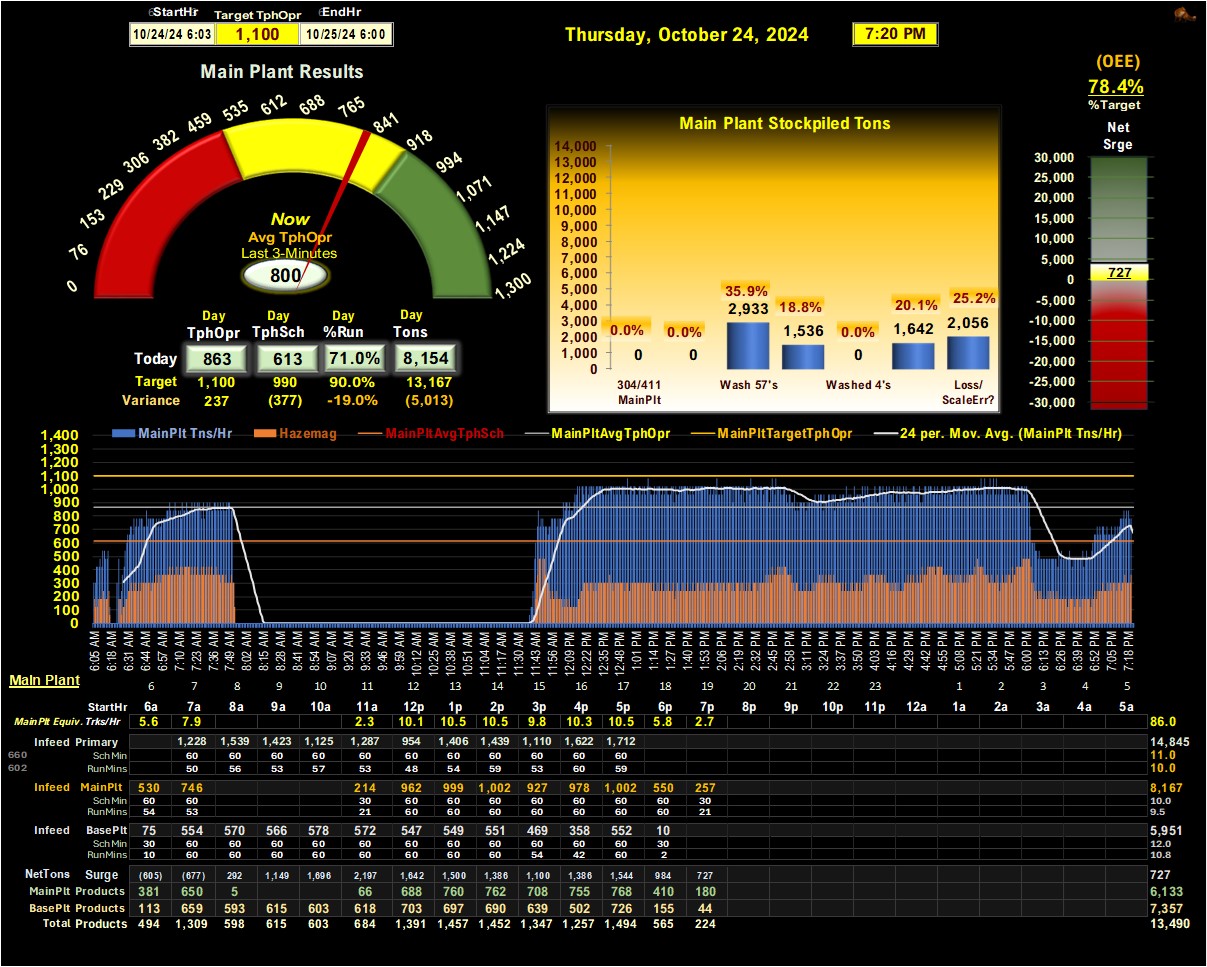 StartHr Target TphOpr EndHr
10/24/24 6:03 1,100 10/25/24 6:00
Thursday, October 24, 2024 7:20 PM
Main Plant Results
0 76 153 229 306 382 459 535 612 688 765 841 918 994 1,071 1,147 1,224 1,300
Now
Avg TphOpr
Last 3-Minutes
800
Day Day Day Day
TphOpr TphSch %Run Tons
Today 863 613 71.0% 8,154
Target 1,100 990 90.0% 13,167
Variance 237 (377) -19.0% (5,013)
Main Plant Stockpiled Tons
14,000
13,000
12,000
11,000
10,000
9,000
8,000
7,000
6,000
5,000
4,000
3,000
2,000
1,000
0
0.0% 0.0% 35.9% 18.8% 0.0% 20.1% 25.2%
0 0 2,933 1,536 0 1,642 2,056
304/411 Wash 57's Washed 4's Loss/
MainPlt ScaleErr?
(OEE)
78.4%
%Target
Net
Srge
30,000
25,000
20,000
15,000
10,000
5,000
0
727
-5,000
-10,000
-15,000
-20,000
-25,000
-30,000
MainPlt Tns/Hr Hazemag MainPltAvgTphSch MainPltAvgTphOpr MainPltTargetTphOpr 24 per. Mov. Avg. (MainPlt Tns/Hr)
1,400
1,300
1,200
1,100
1,000
900
800
700
600
500
400
300
200
100
0
6:05 AM 6:18 AM 6:31 AM 6:44 AM 6:57 AM 7:10 AM 7:23 AM 7:36 AM 7:49 AM 8:02 AM 8:15 AM 9:28 AM 8:41 AM 8:54 AM 9:07 AM 9:20 AM 9:33 AM 9:46 AM 9:59 AM 10:12 AM 10:25 AM 10:38 AM 10:51 AM 11:04 AM 11:17 AM 11:30 AM 11:43 AM 11:56 AM 12:09 PM 12:22 PM 12:35 PM 12:48 PM 1:01 PM 1:14 PM 1:27 PM 1:40 PM 1:53 PM 2:06 PM 2:19 PM 2:32 PM 2:45 PM 2:58 PM 3:11 PM 3:24 PM 3:37 PM 3:50 PM 4:03 PM 4:16 PM 4:29 PM 4:42 PM 4:55 PM 5:08 PM 5:21 PM 5:34 PM 5:47 PM 6:00 PM 6:13 PM 6:26 PM 6:39 PM 6:52 PM 7:05 PM 7:18 PM
Main Plant
6 7 8 9 10 11 12 13 14 15 16 17 18 19 20 21 22 23 1 2 3 4 5
StartHr 6a 7a 8a 9a 10a 11a 12p 1p 2p 3p 4p 5p 6p 7p 8p 9p 10p 11p 12a 1a 2a 3a 4a 5a
MainPlt Equiv. Trks/Hr 5.6 7.9 2.3 10.1 10.5 10.5 9.8 10.3 10.5 5.8 2.7 86.0
Infeed Primary 1,228 1,539 1,423 1,125 1,287 954 1,406 1,439 1,110 1,622 1,712 14,845
660 SchMin 60 60 60 60 60 60 60 60 60 60 60 11.0
602 RunMins 50 56 53 57 53 48 54 59 53 60 59 10.0
Infeed MainPlt 530 746 214 962 999 1,002 927 978 1,002 550 257 8,167
SchMin 60 60 30 60 60 60 60 60 60 60 30 10.0
RunMins 54 53 21 60 60 60 60 60 60 60 21 9.5
Infeed BasePlt 75 554 570 566 578 572 547 549 551 469 358 552 10 5,951
SchMin 30 60 60 60 60 60 60 60 60 60 60 60 30 12.0
RunMins 10 60 60 60 60 60 60 60 60 54 42 60 2 10.8
NetTons Surge (605) (677) 292 1,149 1,696 2,197 1,642 1,500 1,386 1,100 1,386 1,544 984 727 727
MainPlt Products 381 650 5 66 688 760 762 708 755 768 410 180 6,133
BasePlt Products 113 659 593 615 603 618 703 697 690 639 502 726 155 44 7,357
Total Products 494 1,309 598 615 603 684 1,391 1,457 1,452 1,347 1,257 1,494 565 224 13,490